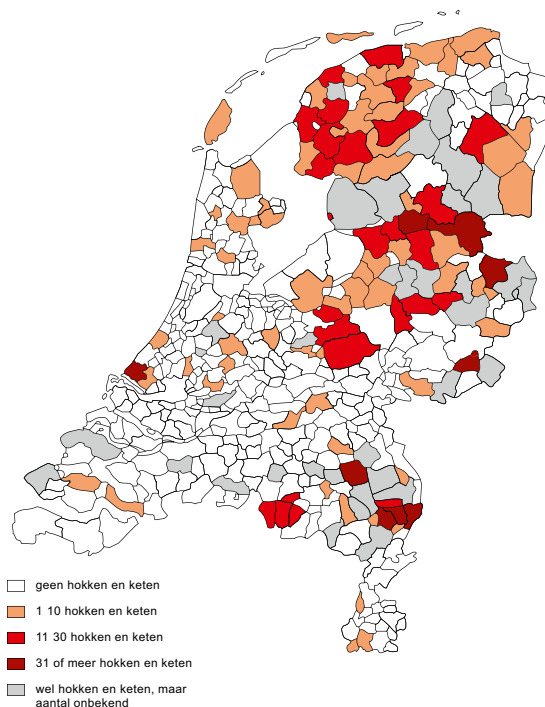 geen hokken en keten
1 10 hokken en keten
11 30 hokken en keten
31 of meer hokken en keten
wel hokken en keten, maar
aantal onbekend